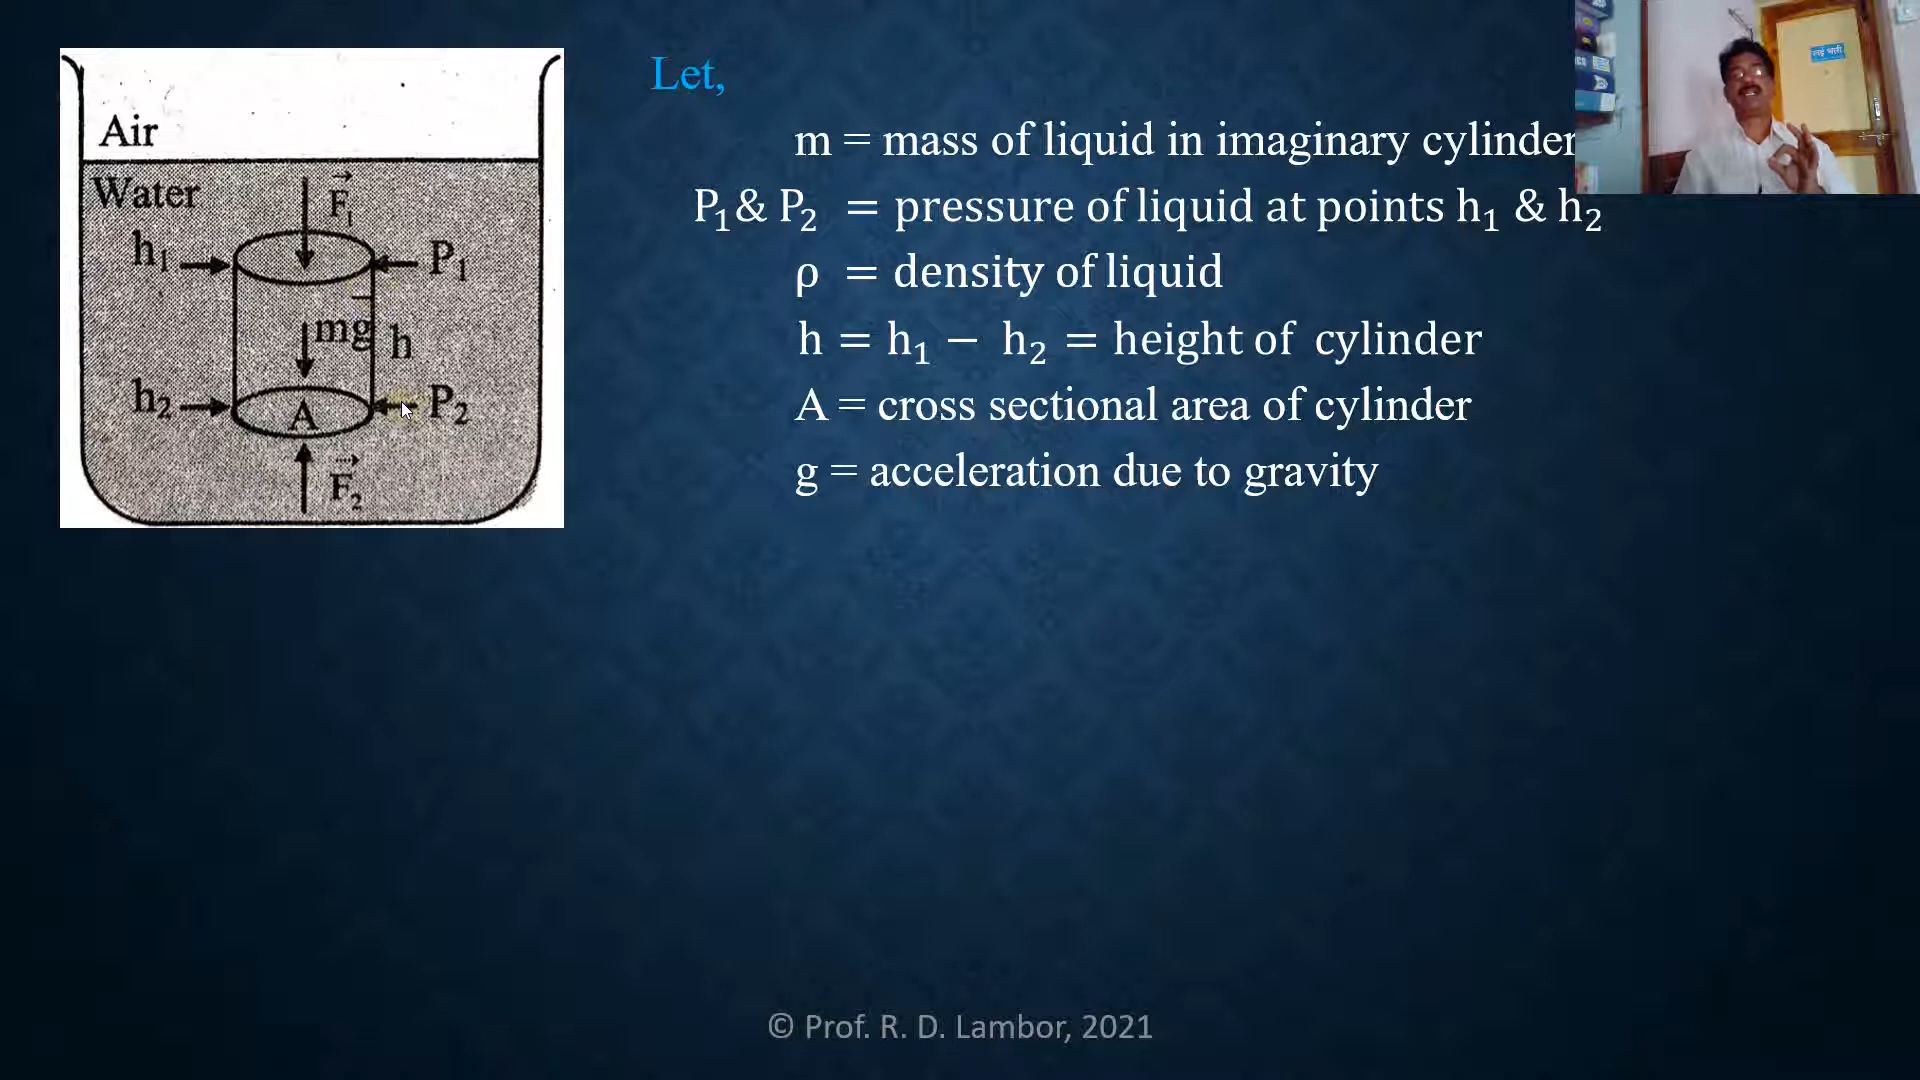 Air
Water
F₁
h₁
P₁
mg
h
h₂
A
P₂
F₂
Let,
m = mass of liquid in imaginary cylinder
P₁& P₂ = pressure of liquid at points h₁ & h₂
ρ = density of liquid
h = h₁ − h₂ = height of cylinder
A = cross sectional area of cylinder
g = acceleration due to gravity
© Prof. R. D. Lambor, 2021